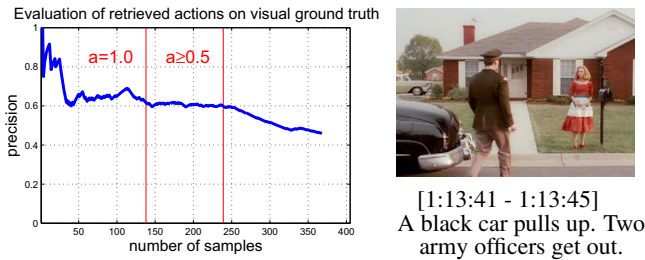 Evaluation of retrieved actions on visual ground truth
precision
1
0.8
0.6
0.4
0.2
0
a=1.0
a≥0.5
50
100
150
200
250
300
350
400
number of samples
[1:13:41 - 1:13:45]
A black car pulls up. Two
army officers get out.